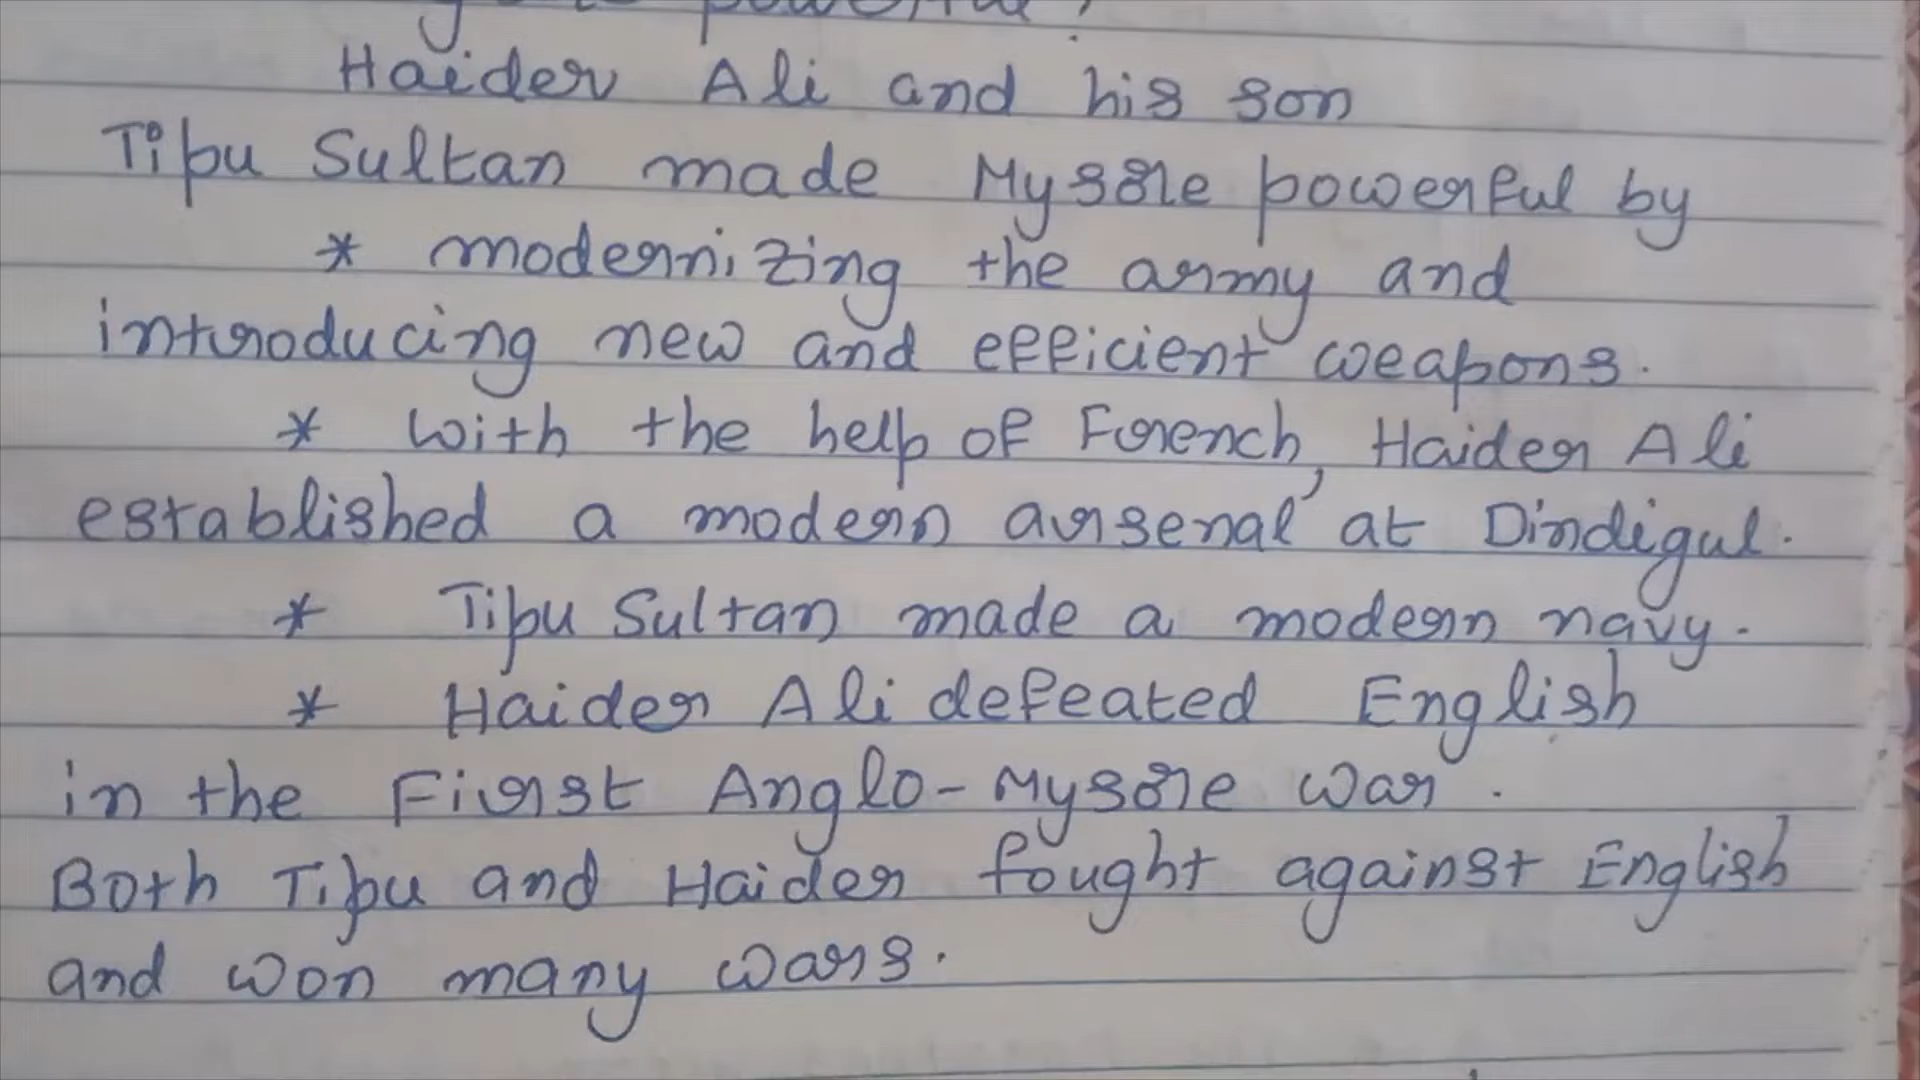 powerful?
Haider Ali and his son
Tipu Sultan made Mysore powerful by
* modernizing the army and
introducing new and efficient weapons.
* with the help of French, Haider Ali
established a modern arsenal at Dindigul.
* Tipu Sultan made a modern navy.
* Haider Ali defeated English
in the First Anglo-Mysore war.
Both Tipu and Haider fought against English
and won many wars.